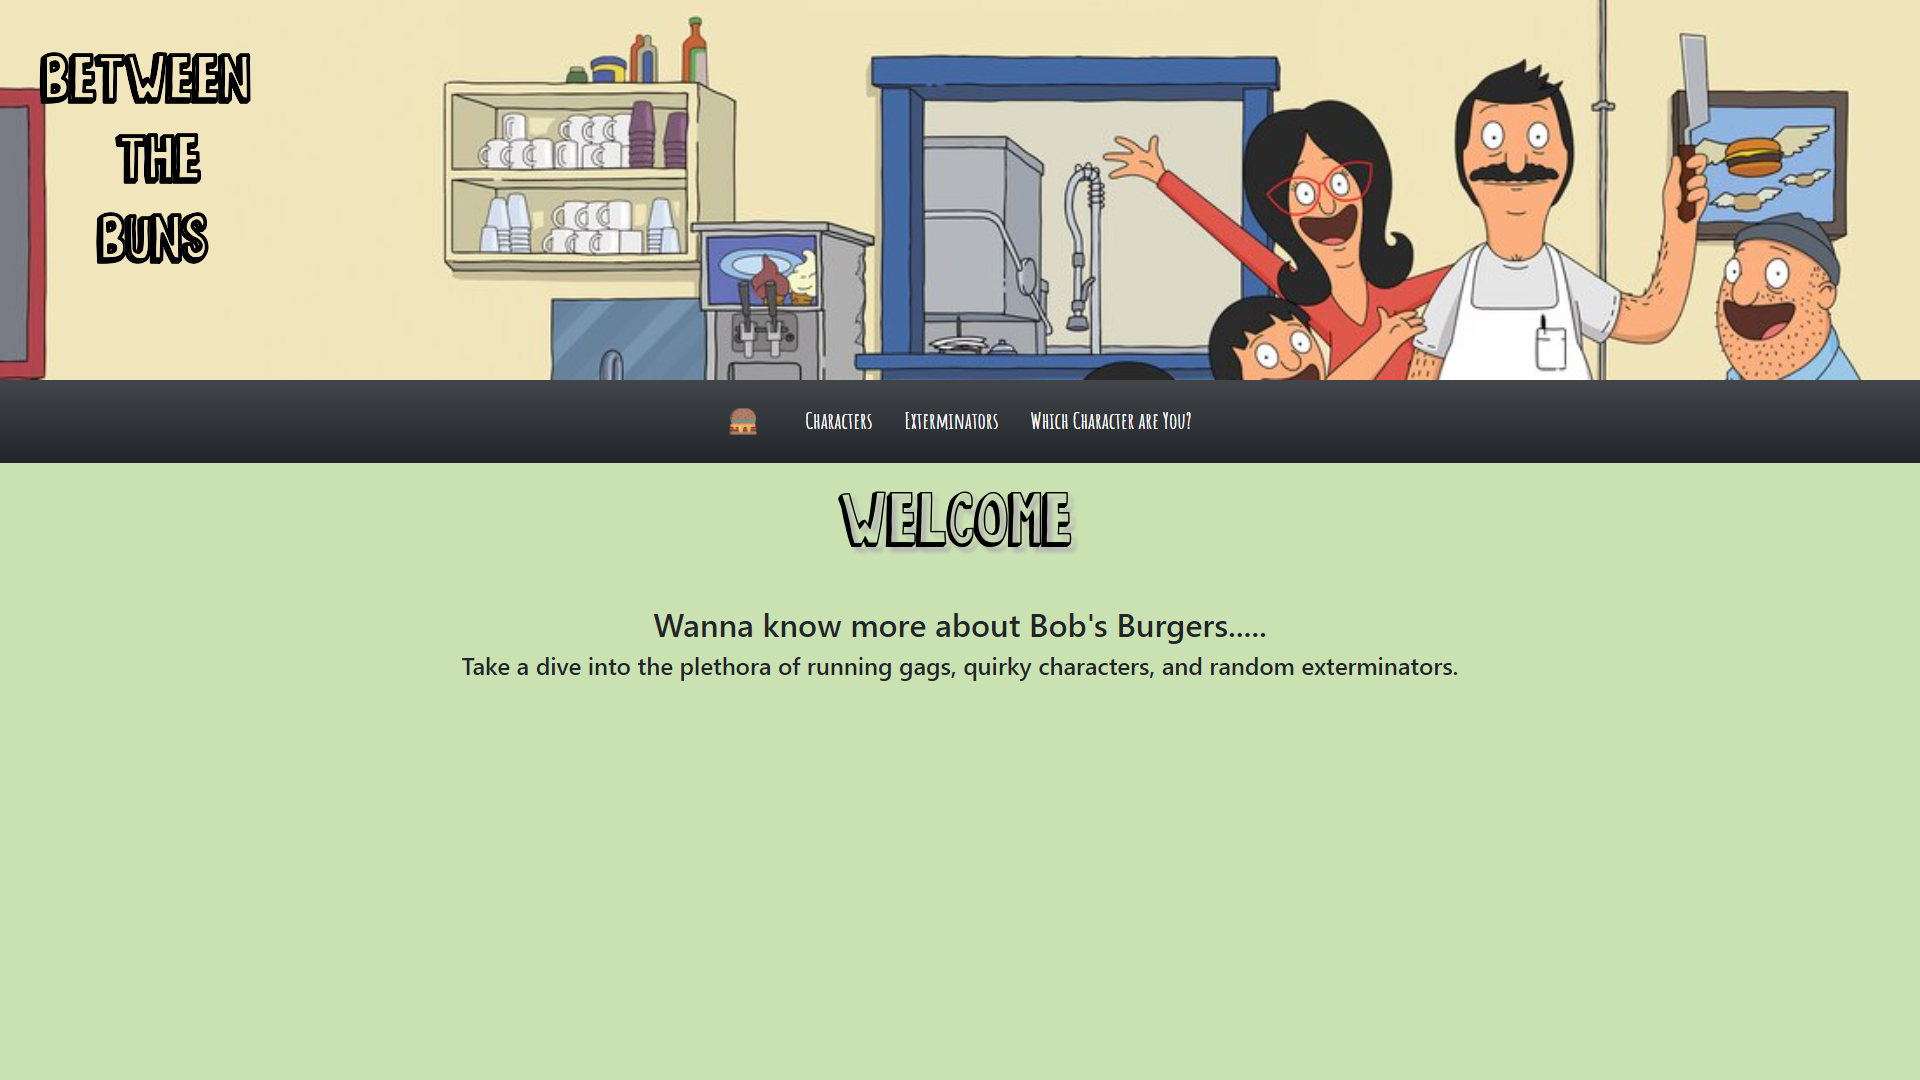 BETWEEN
THE
BUNS
Characters Exterminators Which Character are You?
WELCOME
Wanna know more about Bob's Burgers.....
Take a dive into the plethora of running gags, quirky characters, and random exterminators.